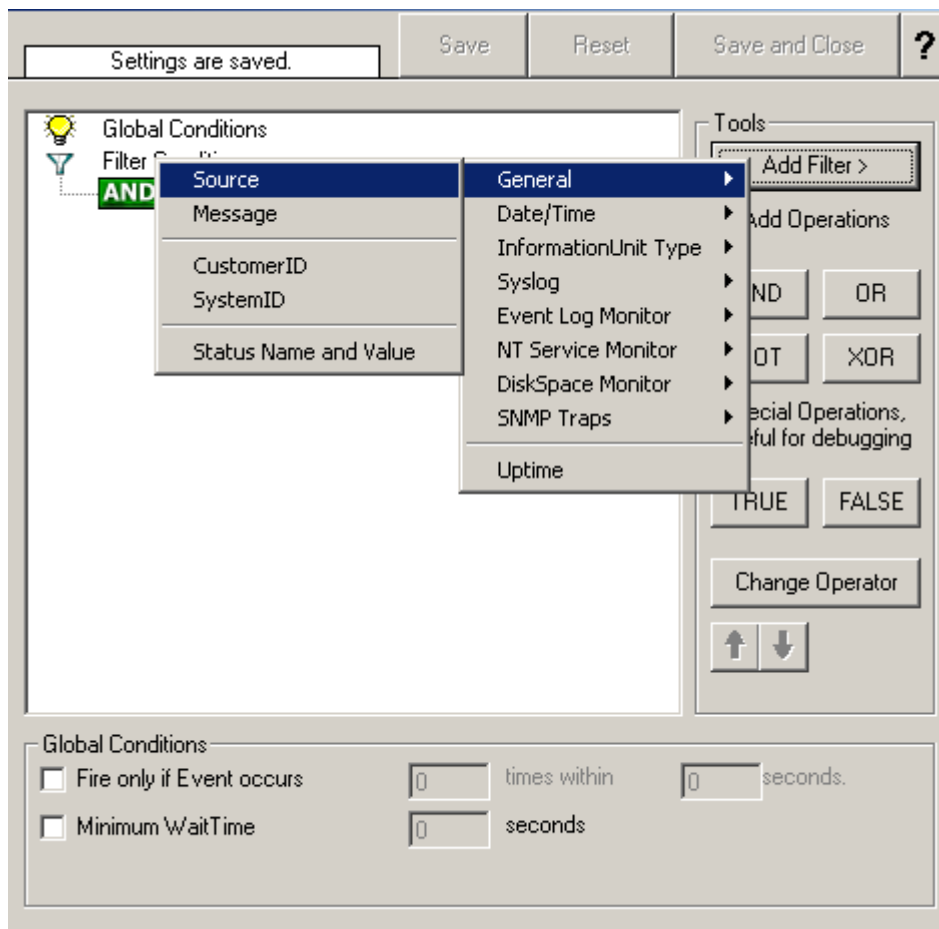 Settings are saved.
Save
Reset
Save and Close
?
Global Conditions
Filter
AND
Source
Message
CustomerID
SystemID
Status Name and Value
General
Date/Time
InformationUnit Type
Syslog
Event Log Monitor
NT Service Monitor
DiskSpace Monitor
SNMP Traps
Uptime
Tools
Add Filter >
Add Operations
ND
OR
OT
XOR
ecial Operations,
ful for debugging
TRUE
FALSE
Change Operator
Global Conditions
Fire only if Event occurs 0 times within 0 seconds.
Minimum WaitTime 0 seconds